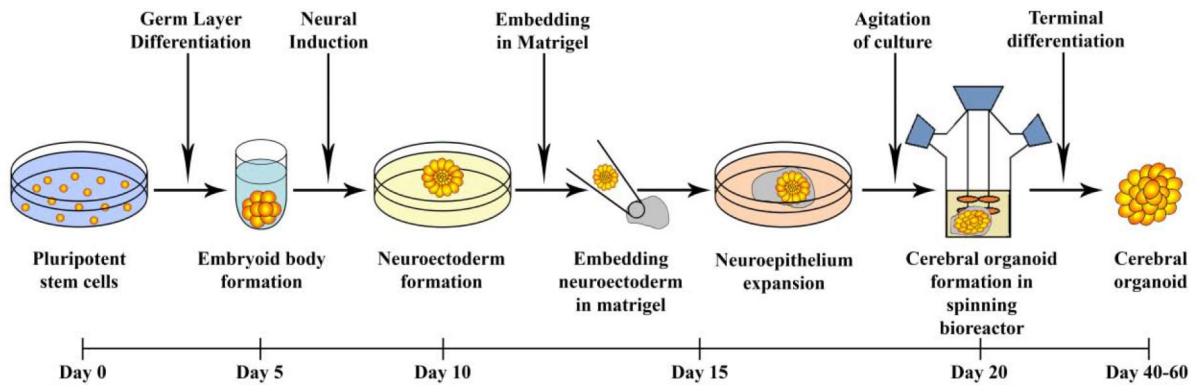 Germ Layer
Differentiation
Neural
Induction
Embedding
in Matrigel
Agitation
of culture
Terminal
differentiation
Pluripotent
stem cells
Embryoid body
formation
Neuroectoderm
formation
Embedding
neuroectoderm
in matrigel
Neuroepithelium
expansion
Cerebral organoid
formation in
spinning
bioreactor
Cerebral
organoid
Day 0
Day 5
Day 10
Day 15
Day 20
Day 40-60